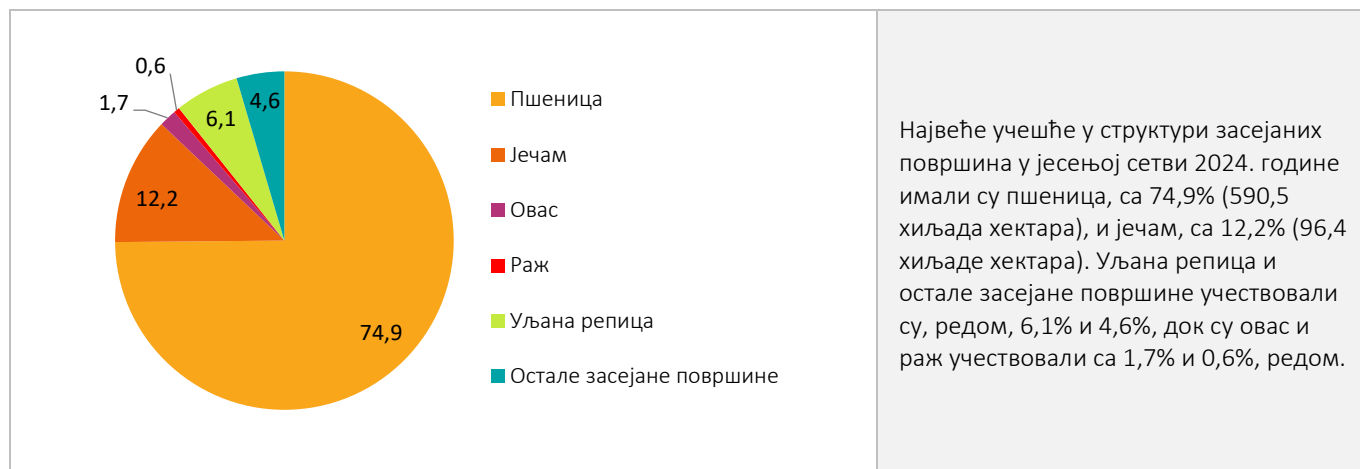 0,6
1,7
6,1
4,6
12,2
74,9
Пшеница
Јечам
Овас
Раж
Уљана репица
Остале засејане површине
Највеће учешће у структури засејаних
површина у јесењој сетви 2024. године
имали су пшеница, са 74,9% (590,5
хиљада хектара), и јечам, са 12,2% (96,4
хиљаде хектара). Уљана репица и
остале засејане површине учествовали
су, редом, 6,1% и 4,6%, док су овас и
раж учествовали са 1,7% и 0,6%, редом.